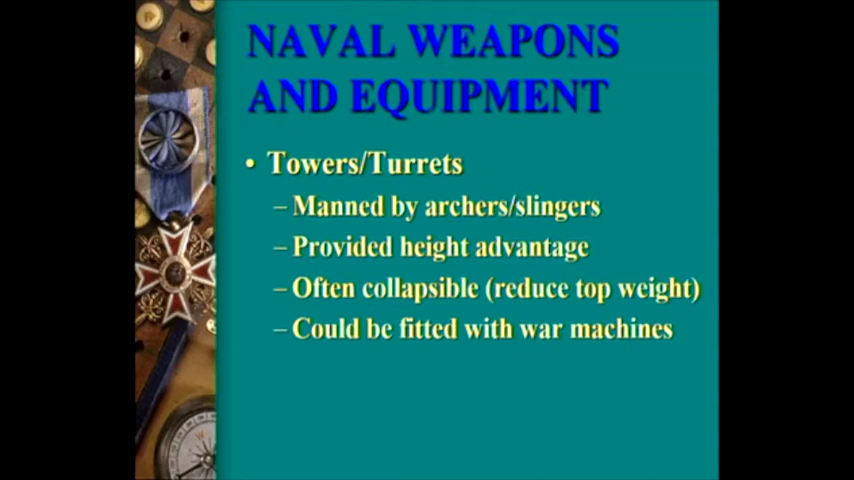 NAVAL WEAPONS
AND EQUIPMENT
• Towers/Turrets
– Manned by archers/slingers
– Provided height advantage
– Often collapsible (reduce top weight)
– Could be fitted with war machines